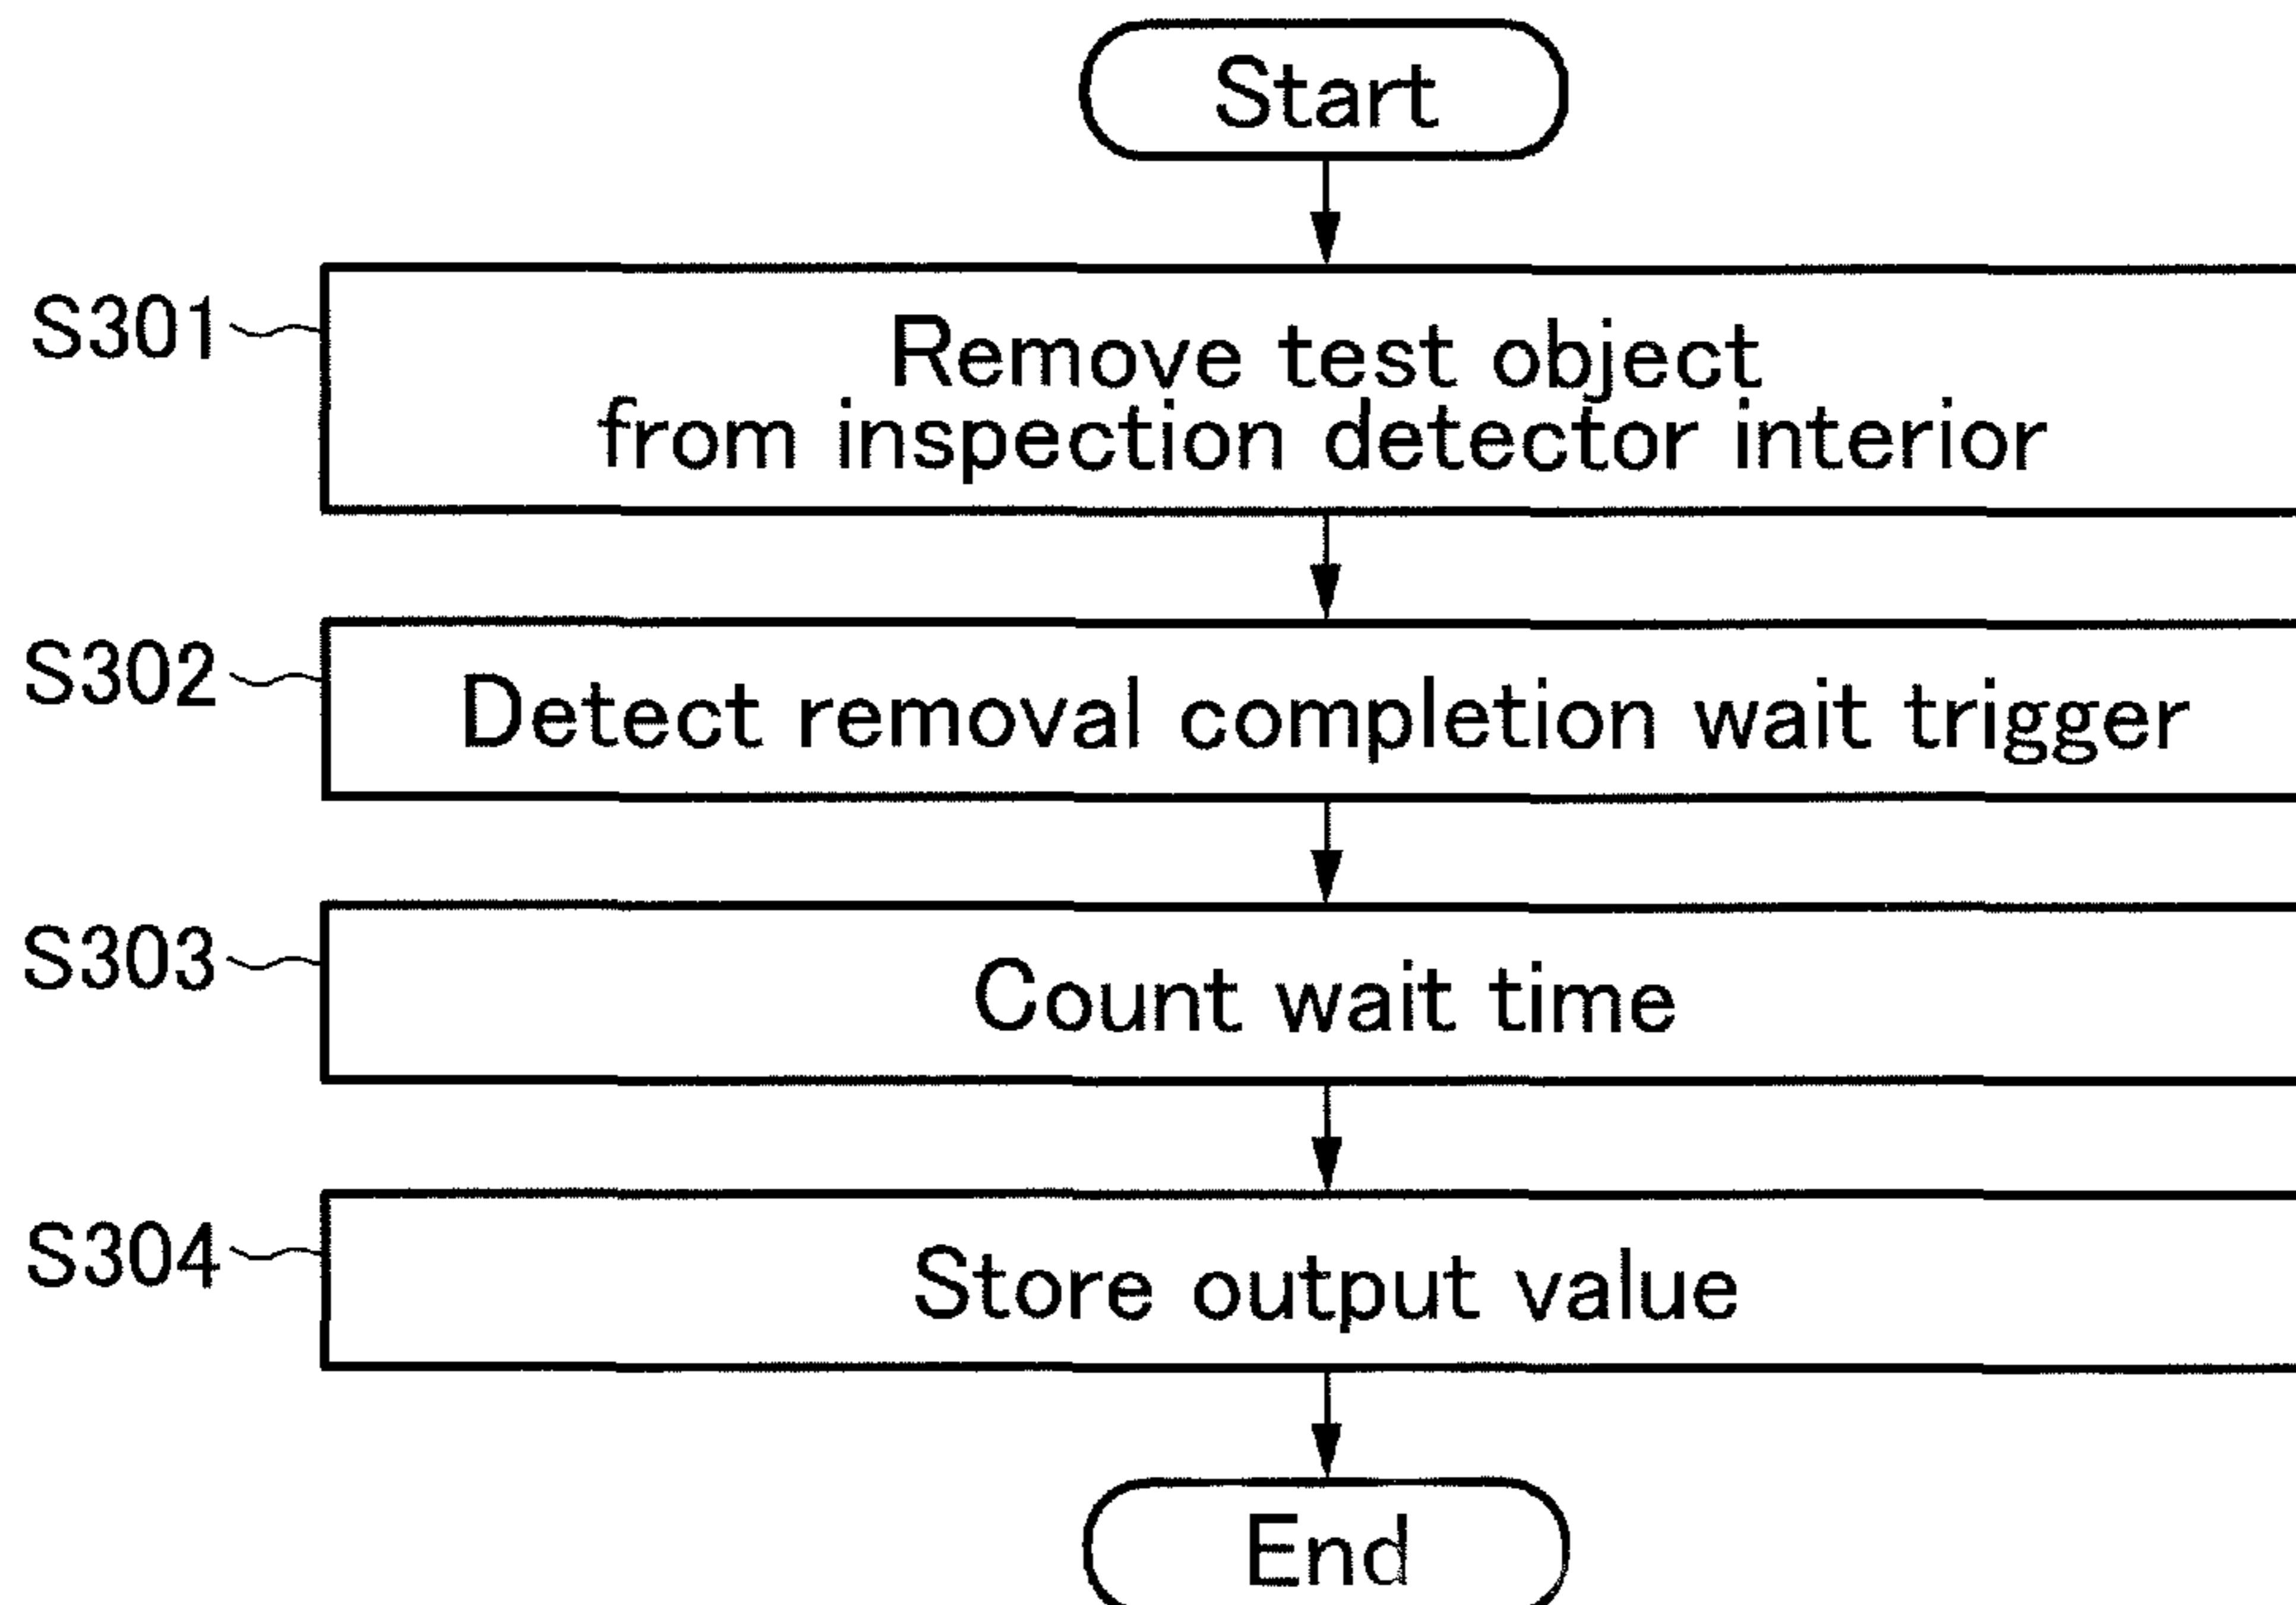 Start
S301
Remove test object
from inspection detector interior
S302
Detect removal completion wait trigger
S303
Count wait time
S304
Store output value
End